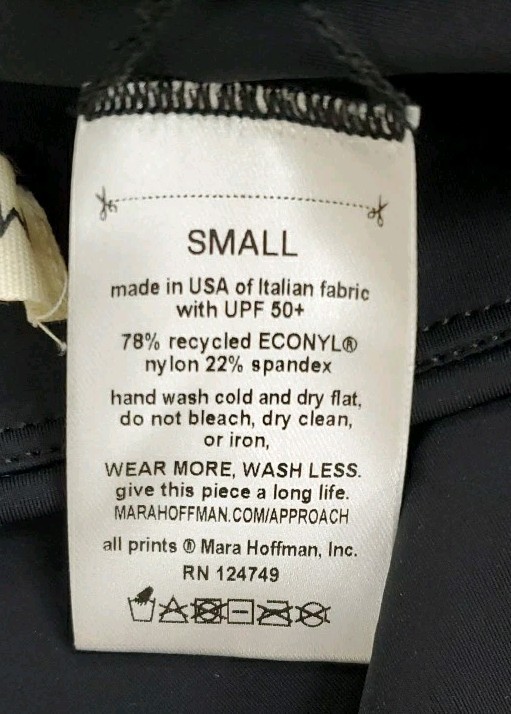 SMALL
made in USA of Italian fabric
with UPF 50+
78% recycled ECONYL®
nylon 22% spandex
hand wash cold and dry flat,
do not bleach, dry clean,
or iron,
WEAR MORE, WASH LESS.
give this piece a long life.
MARAHOFFMAN.COM/APPROACH
all prints ® Mara Hoffman, Inc.
RN 124749